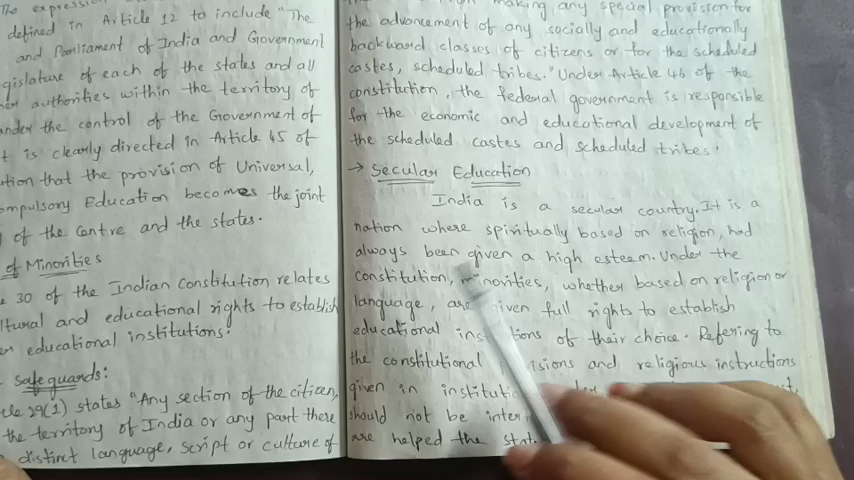 The expression
defined in Article 12 to include "The
and Parliament of India and Government
gislature of each of the states and all
authorities within the territory of
under the control of the Government of
t is clearly directed in Article 45 of
tion that the provision of Universal,
ompulsory Education becomes the joint
of the Centre and the states.
of Minorities
30 of the Indian Constitution relates
ltural and educational rights to establish
educational institutions.
Safeguards:
29(1) states "Any section of the citizen,
the territory of India or any part there
distinct language, script or culture of
making any special provision for
the advancement of any socially and educationally
backward classes of citizens or for the scheduled
castes, scheduled tribes." Under Article 46 of the
constitution, the federal government is responsible
for the economic and educational development of
the scheduled castes and scheduled tribes.
→ Secular Education
India is a secular country. It is a
nation where spiritually based on religion, had
always been given a high esteem. Under the
constitution, minorities, whether based on religion or
language, are given full rights to establish
educational of their choice. Refering to
the constitutional and religious instructions
given in
should not be
are helped the